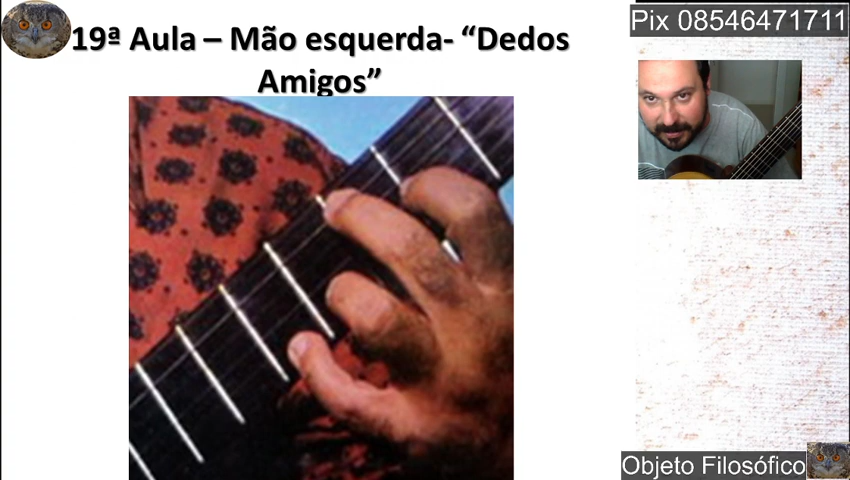 19ª Aula – Mão esquerda- “Dedos
Amigos”
Pix 08546471711
Objeto Filosófico